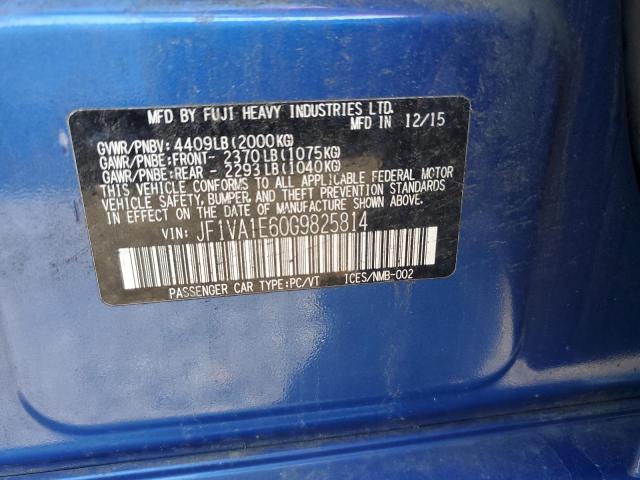 MFD BY FUJI HEAVY INDUSTRIES LTD.
MFD IN 12/15
GVWR/PNBV: 4409LB(2000KG)
GAWR/PNBE:FRONT- 2370LB(1075KG)
GAWR/PNBE:REAR - 2293LB(1040KG)
THIS VEHICLE CONFORMS TO ALL APPLICABLE FEDERAL MOTOR
VEHICLE SAFETY, BUMPER, AND THEFT PREVENTION STANDARDS
IN EFFECT ON THE DATE OF MANUFACTURE SHOWN ABOVE.
VIN: JF1VA1E60G9825814
PASSENGER CAR TYPE:PC/VT ICES/NMB-002